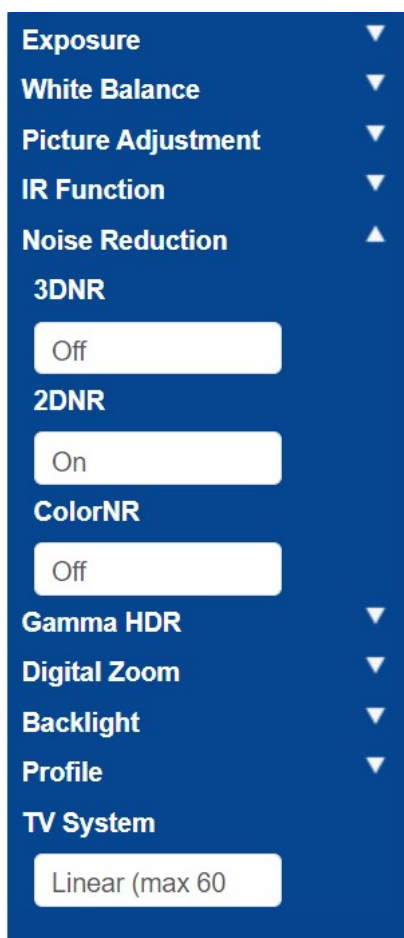 Exposure
White Balance
Picture Adjustment
IR Function
Noise Reduction
3DNR
Off
2DNR
On
ColorNR
Off
Gamma HDR
Digital Zoom
Backlight
Profile
TV System
Linear (max 60